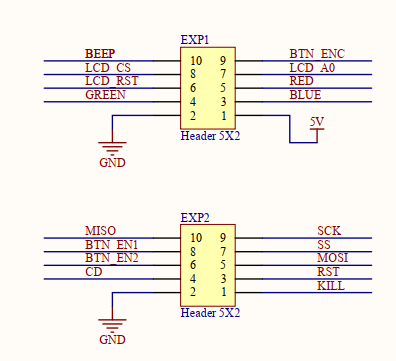 EXP1
BEEP 10 9 BTN_ENC
LCD_CS 8 7 LCD_A0
LCD_RST 6 5 RED
GREEN 4 3 BLUE
2 1
5V
GND
Header 5X2
EXP2
MISO 10 9 SCK
BTN_EN1 8 7 SS
BTN_EN2 6 5 MOSI
CD 4 3 RST
2 1 KILL
GND
Header 5X2